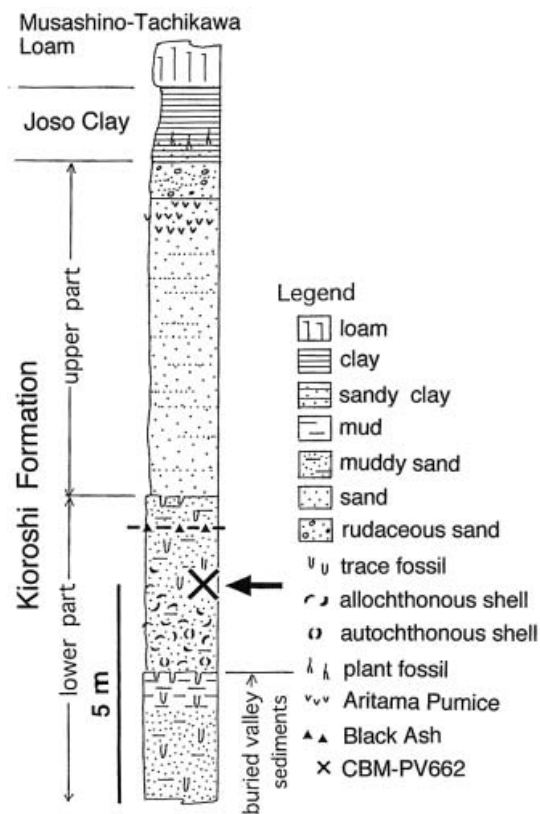 Musashino-Tachikawa
Loam
Joso Clay
Kioroshi Formation
upper part
lower part
5 m
buried valley
sediments
Legend
loam
clay
sandy clay
mud
muddy sand
sand
rudaceous sand
trace fossil
allochthonous shell
autochthonous shell
plant fossil
Aritama Pumice
Black Ash
CBM-PV662